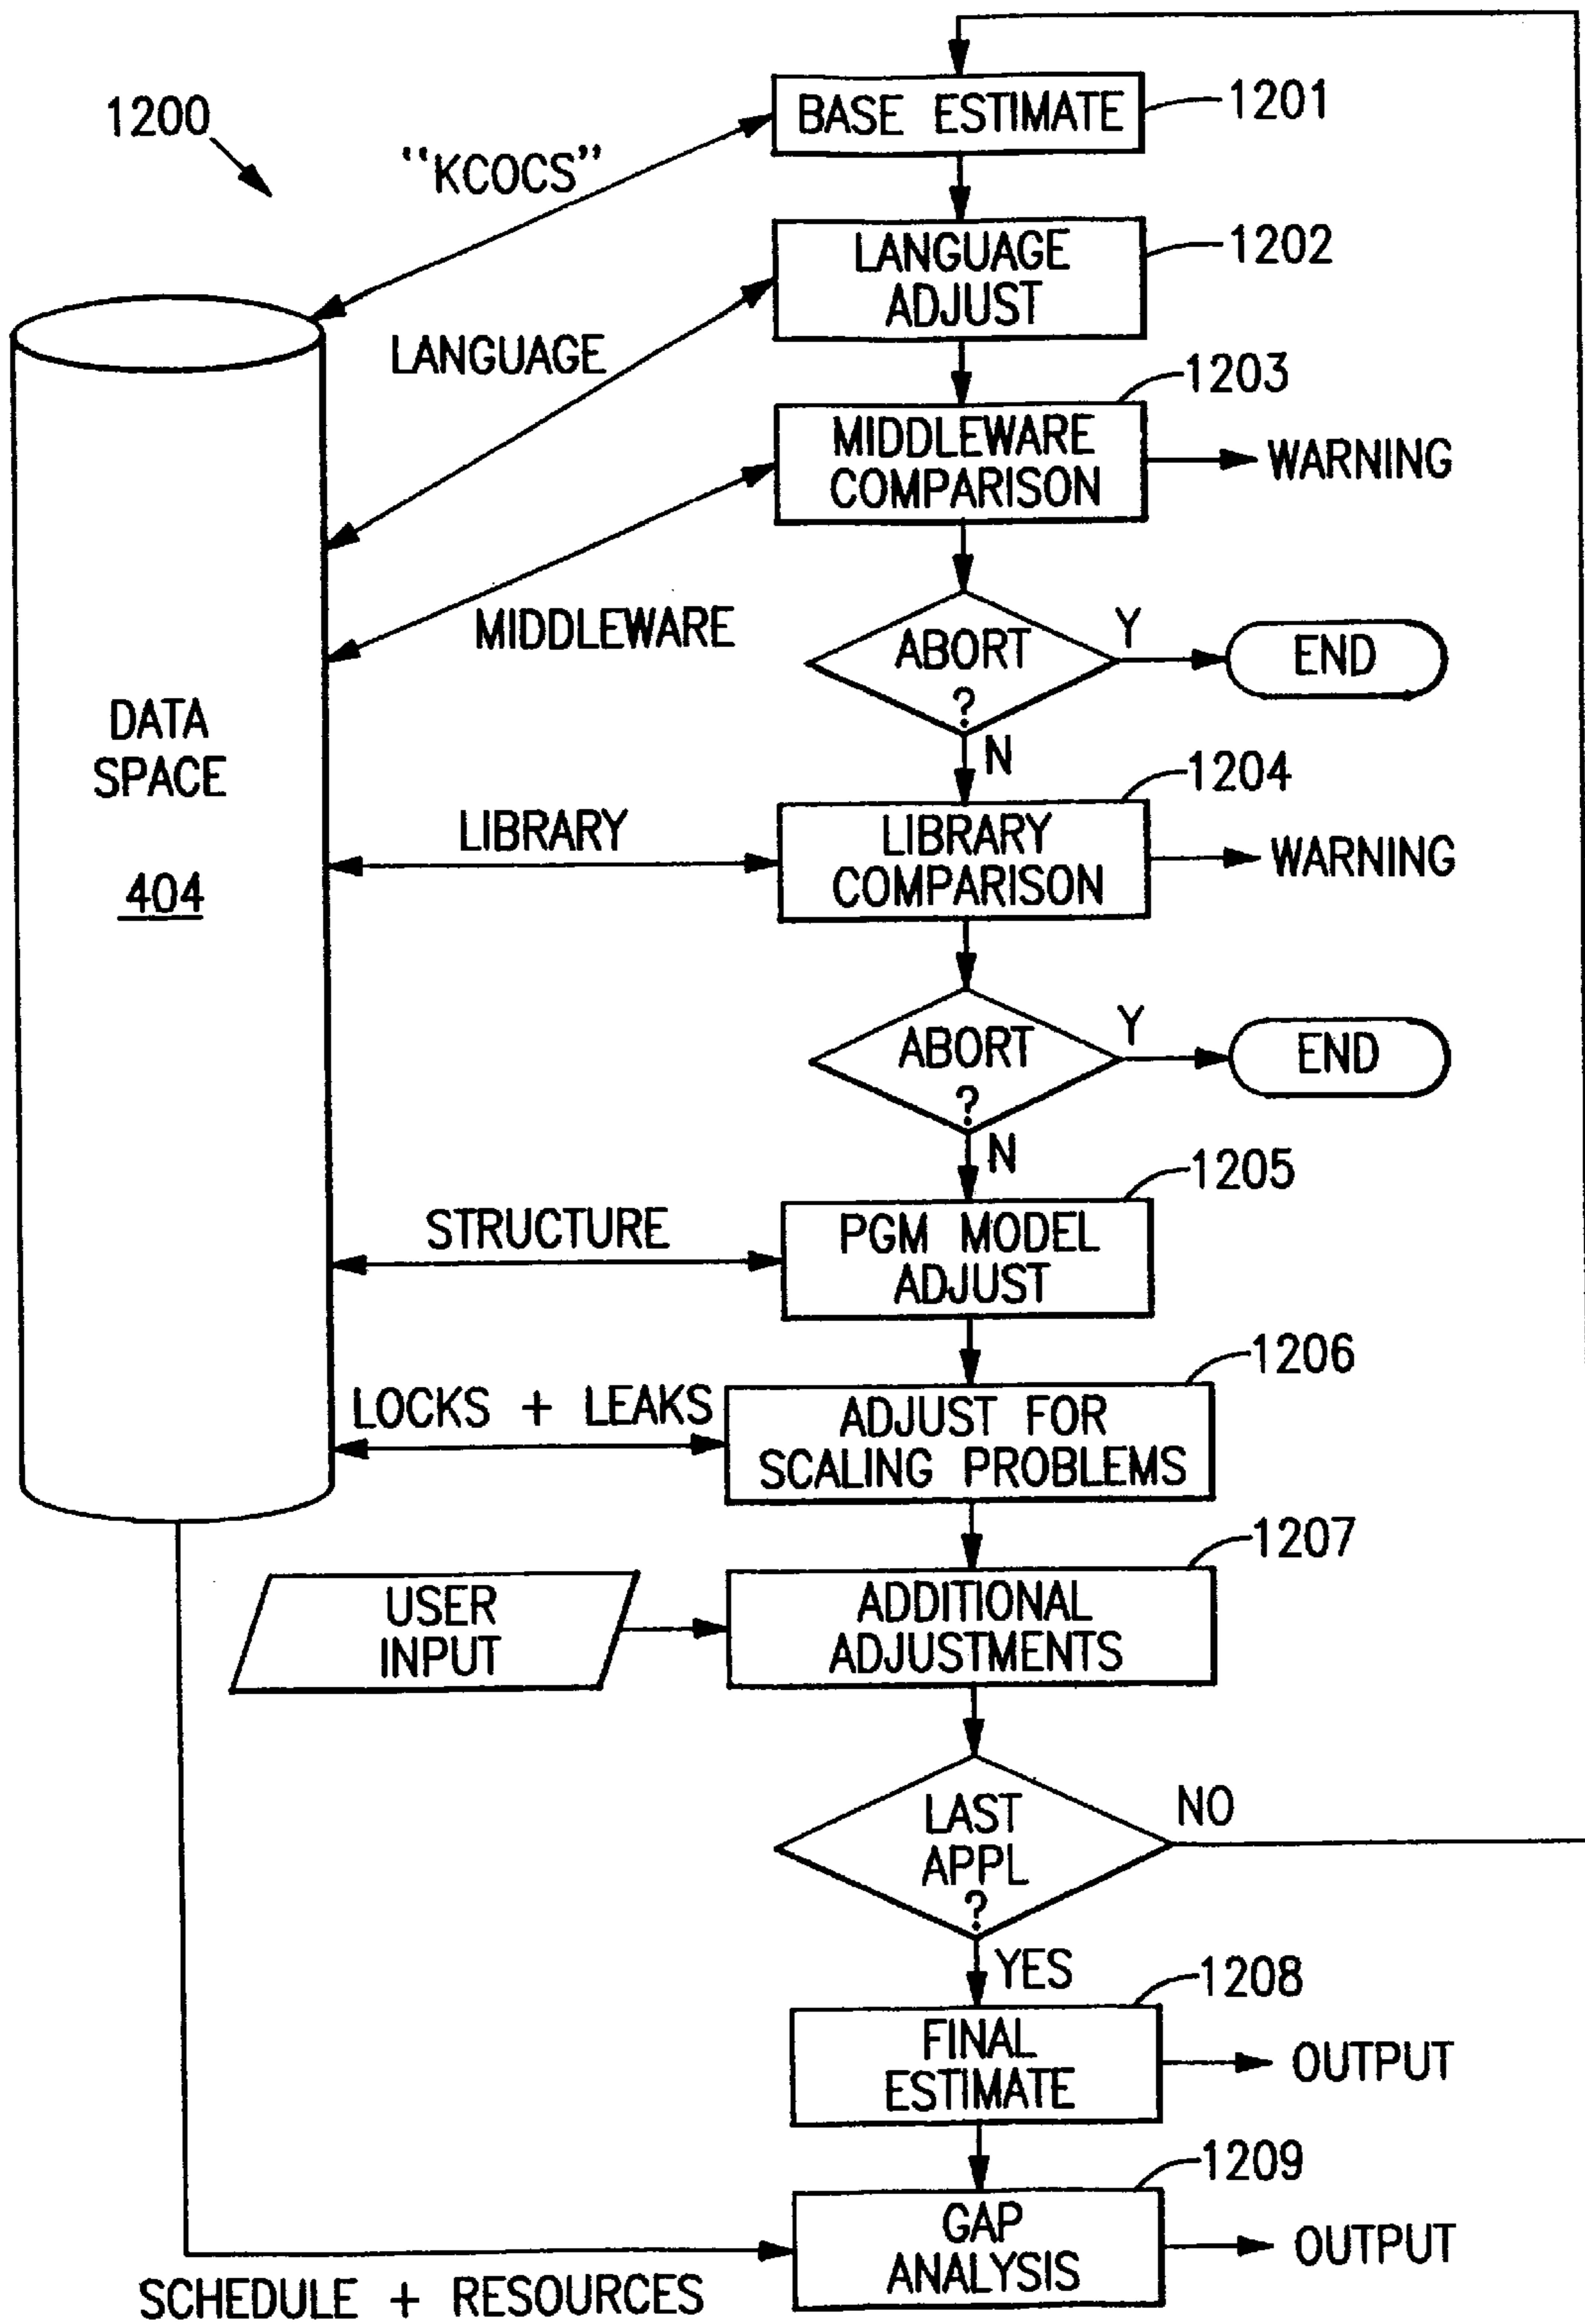 1200
"KCOCS"
BASE ESTIMATE
1201
LANGUAGE
ADJUST
1202
LANGUAGE
1203
MIDDLEWARE
COMPARISON
WARNING
MIDDLEWARE
ABORT
?
Y
END
N
DATA
SPACE
404
1204
LIBRARY
LIBRARY
COMPARISON
WARNING
ABORT
?
Y
END
N
1205
STRUCTURE
PGM MODEL
ADJUST
1206
LOCKS + LEAKS
ADJUST FOR
SCALING PROBLEMS
1207
USER
INPUT
ADDITIONAL
ADJUSTMENTS
LAST
APPL
?
NO
YES
1208
FINAL
ESTIMATE
OUTPUT
1209
GAP
ANALYSIS
OUTPUT
SCHEDULE + RESOURCES